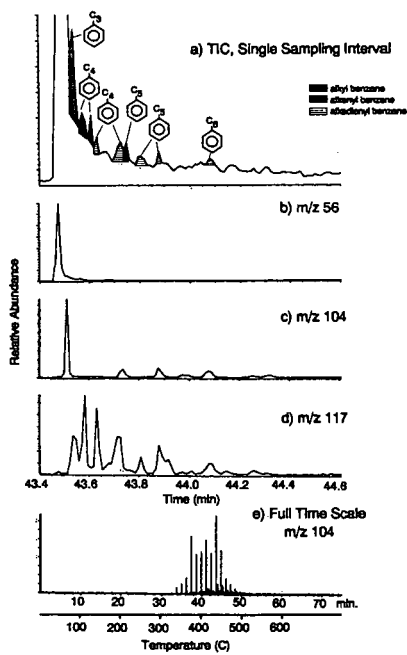 C3
C4
C4
C5
C5
C5
a) TIC, Single Sampling Interval
alkyl benzene
alkenyl benzene
alkadienyl benzene
b) m/z 56
c) m/z 104
d) m/z 117
Relative Abundance
43.4 43.6 43.8 44.0 44.2 44.4 44.6
Time (min)
e) Full Time Scale
m/z 104
10 20 30 40 50 60 70 min.
100 200 300 400 500 600
Temperature (C)